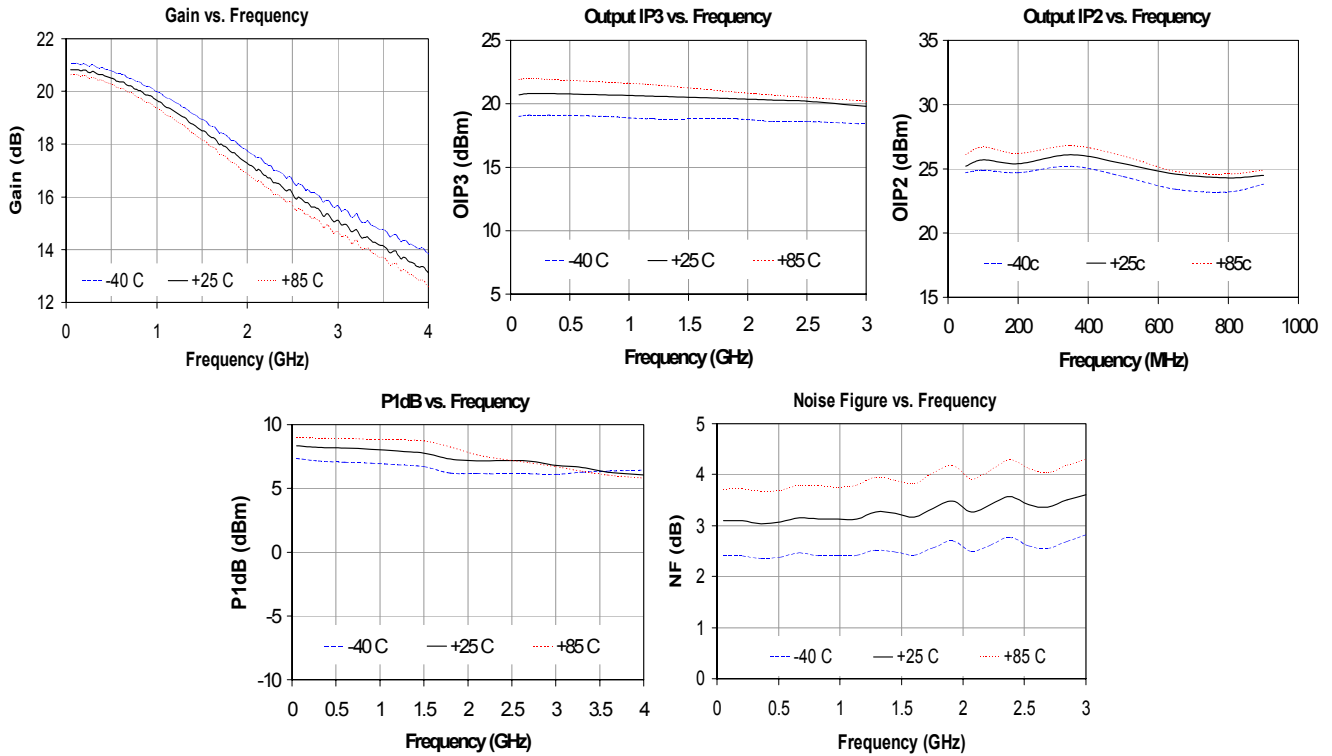 Gain vs. Frequency
22
20
18
16
14
12
Gain (dB)
-40 C +25 C +85 C
0 1 2 3 4
Frequency (GHz)
Output IP3 vs. Frequency
25
20
15
10
5
OIP3 (dBm)
-40 C +25 C +85 C
0 0.5 1 1.5 2 2.5 3
Frequency (GHz)
Output IP2 vs. Frequency
35
30
25
20
15
OIP2 (dBm)
-40c +25c +85c
0 200 400 600 800 1000
Frequency (MHz)
P1dB vs. Frequency
10
5
0
-5
-10
P1dB (dBm)
-40 C +25 C +85 C
0 0.5 1 1.5 2 2.5 3 3.5 4
Frequency (GHz)
Noise Figure vs. Frequency
5
4
3
2
1
0
NF (dB)
-40 C +25 C +85 C
0 0.5 1 1.5 2 2.5 3
Frequency (GHz)